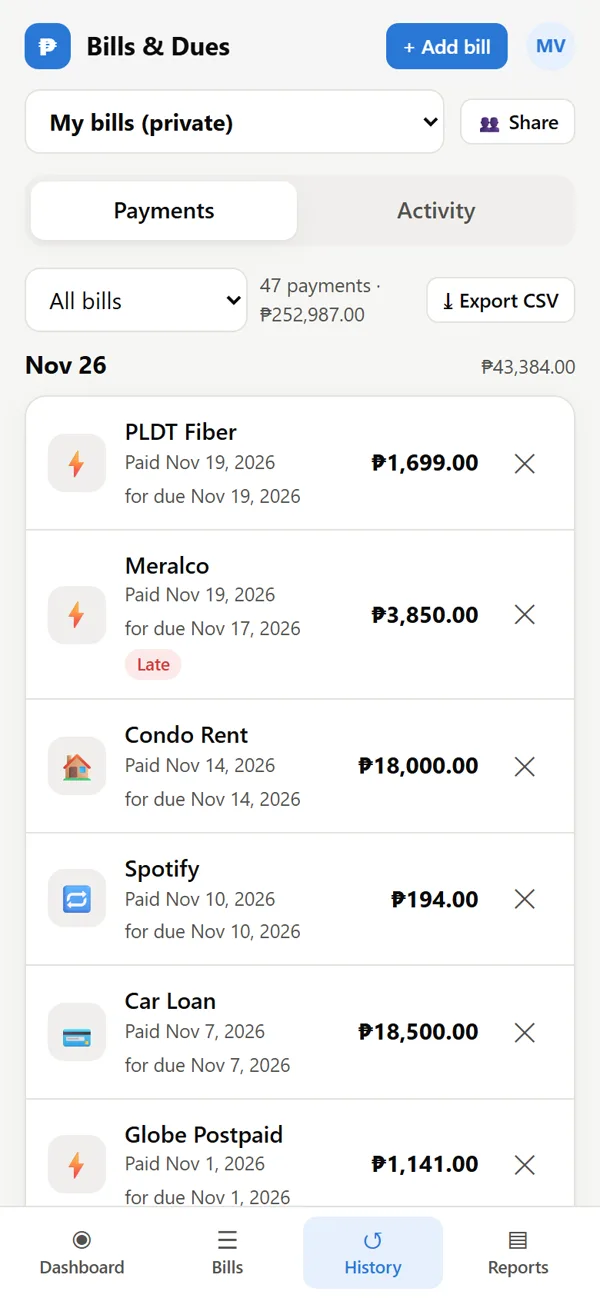 ₱ Bills & Dues + Add bill MV
My bills (private) Share
Payments Activity
All bills 47 payments · ₱252,987.00 Export CSV
Nov 26 ₱43,384.00
PLDT Fiber
Paid Nov 19, 2026
for due Nov 19, 2026
₱1,699.00
Meralco
Paid Nov 19, 2026
for due Nov 17, 2026
Late
₱3,850.00
Condo Rent
Paid Nov 14, 2026
for due Nov 14, 2026
₱18,000.00
Spotify
Paid Nov 10, 2026
for due Nov 10, 2026
₱194.00
Car Loan
Paid Nov 7, 2026
for due Nov 7, 2026
₱18,500.00
Globe Postpaid
Paid Nov 1, 2026
for due Nov 1, 2026
₱1,141.00
Dashboard Bills History Reports